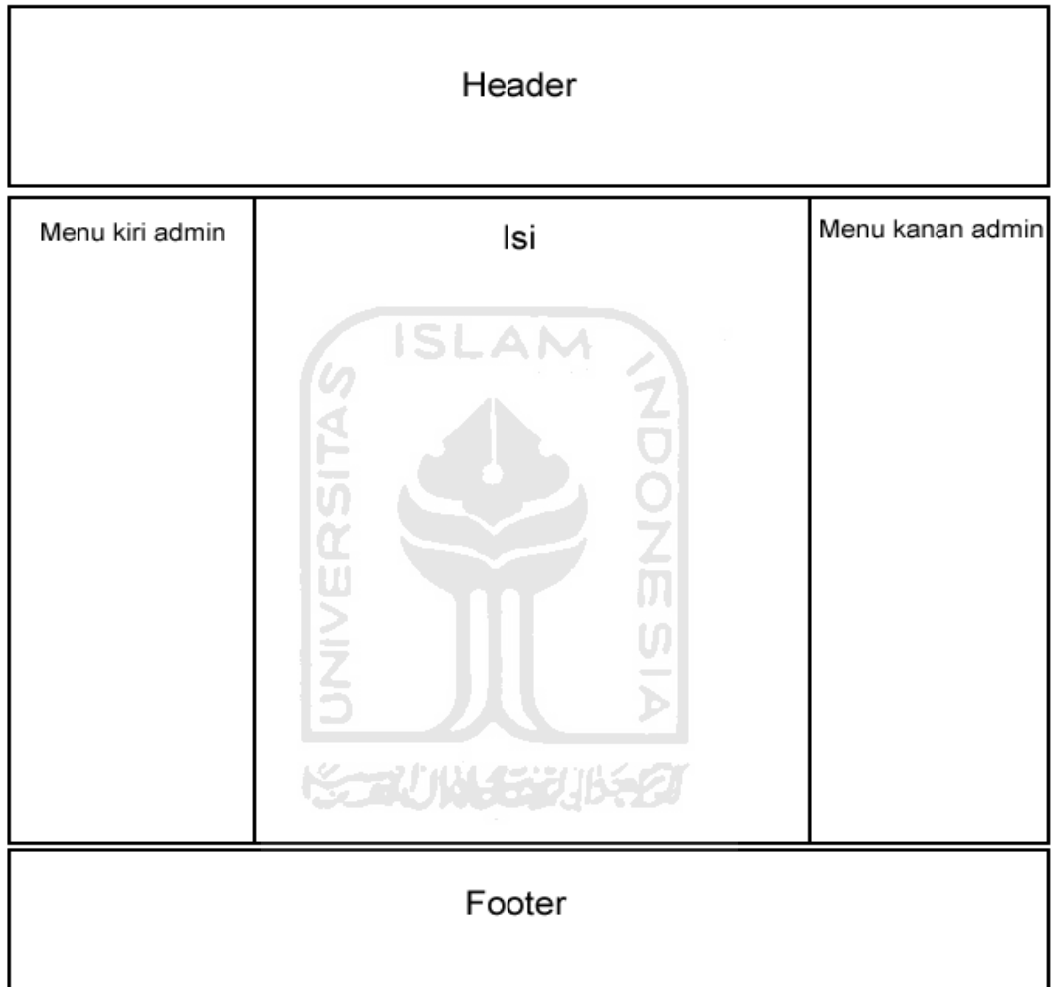 Header
Menu kiri admin
Isi
Menu kanan admin
UNIVERSITAS
ISLAM
INDONESIA
Footer